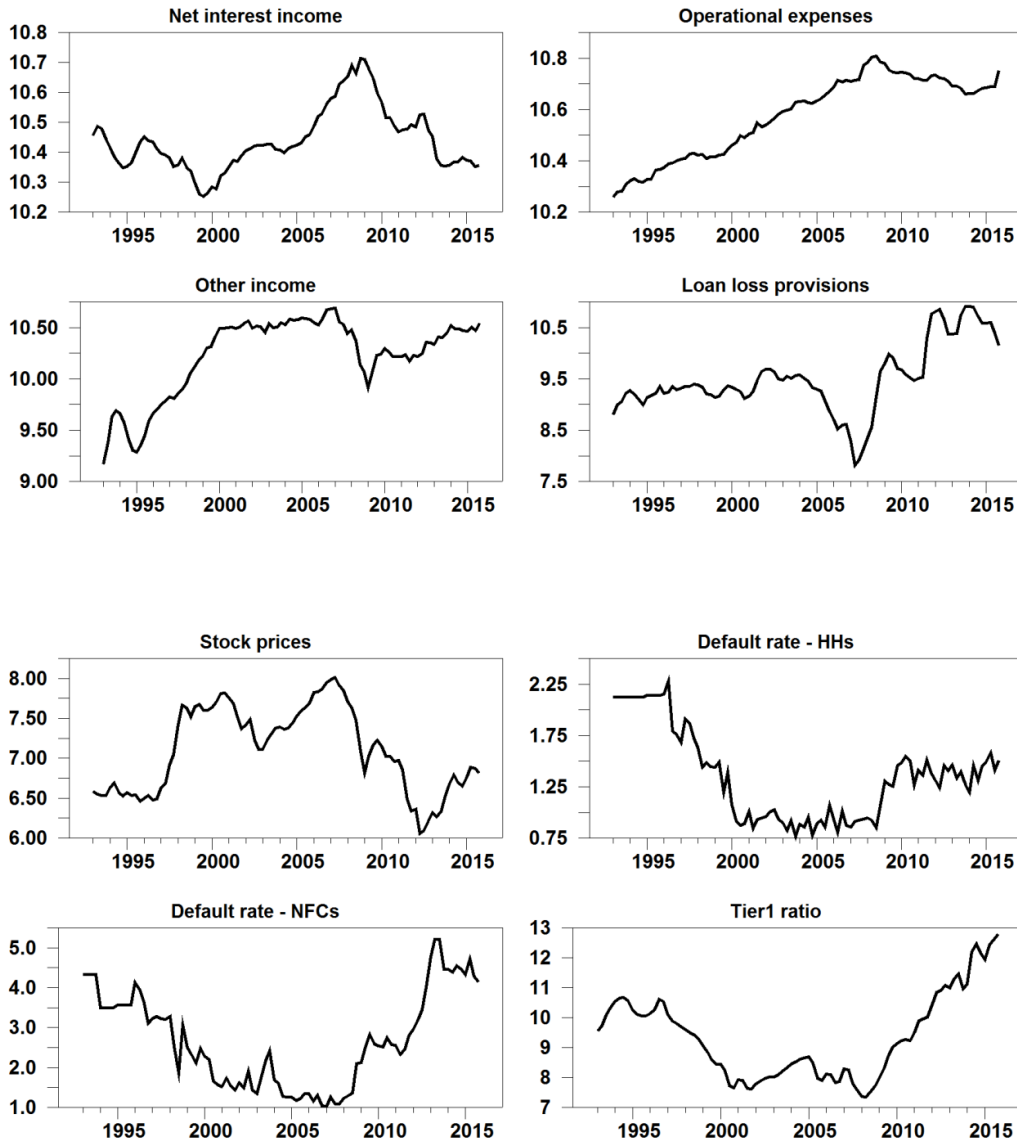 Net interest income
10.8
10.7
10.6
10.5
10.4
10.3
10.2
1995 2000 2005 2010 2015
Operational expenses
10.8
10.6
10.4
10.2
1995 2000 2005 2010 2015
Other income
10.50
10.00
9.50
9.00
1995 2000 2005 2010 2015
Loan loss provisions
10.5
9.5
8.5
7.5
1995 2000 2005 2010 2015
Stock prices
8.00
7.50
7.00
6.50
6.00
1995 2000 2005 2010 2015
Default rate - HHs
2.25
1.75
1.25
0.75
1995 2000 2005 2010 2015
Default rate - NFCs
5.0
4.0
3.0
2.0
1.0
1995 2000 2005 2010 2015
Tier1 ratio
13
12
11
10
9
8
7
1995 2000 2005 2010 2015